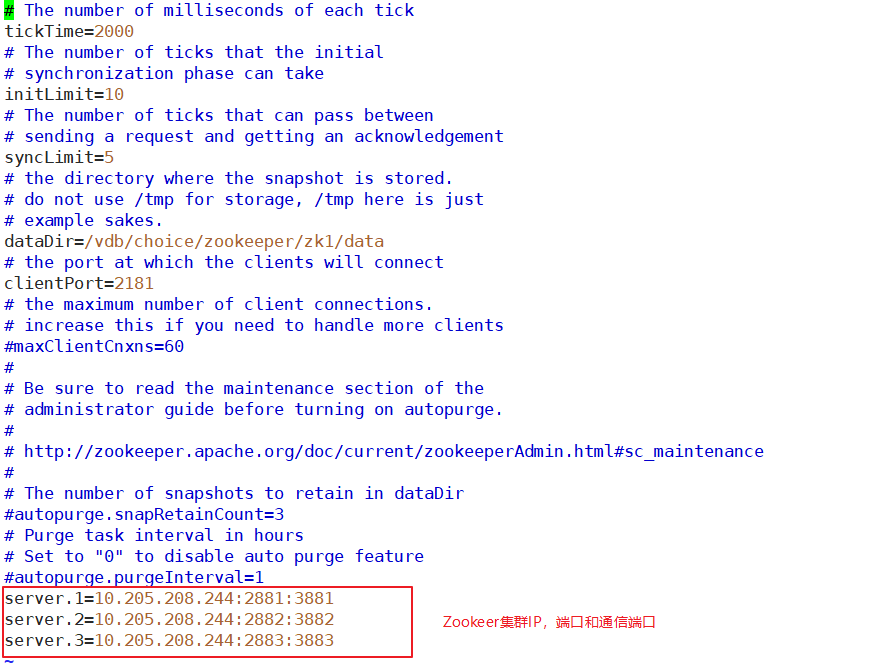 # The number of milliseconds of each tick
tickTime=2000
# The number of ticks that the initial
# synchronization phase can take
initLimit=10
# The number of ticks that can pass between
# sending a request and getting an acknowledgement
syncLimit=5
# the directory where the snapshot is stored.
# do not use /tmp for storage, /tmp here is just
# example sakes.
dataDir=/vdb/choice/zookeeper/zk1/data
# the port at which the clients will connect
clientPort=2181
# the maximum number of client connections.
# increase this if you need to handle more clients
#maxClientCnxns=60
#
# Be sure to read the maintenance section of the
# administrator guide before turning on autopurge.
#
# http://zookeeper.apache.org/doc/current/zookeeperAdmin.html#sc_maintenance
#
# The number of snapshots to retain in dataDir
#autopurge.snapRetainCount=3
# Purge task interval in hours
# Set to "0" to disable auto purge feature
#autopurge.purgeInterval=1
server.1=10.205.208.244:2881:3881
server.2=10.205.208.244:2882:3882
server.3=10.205.208.244:2883:3883
Zookeer集群IP，端口和通信端口
~